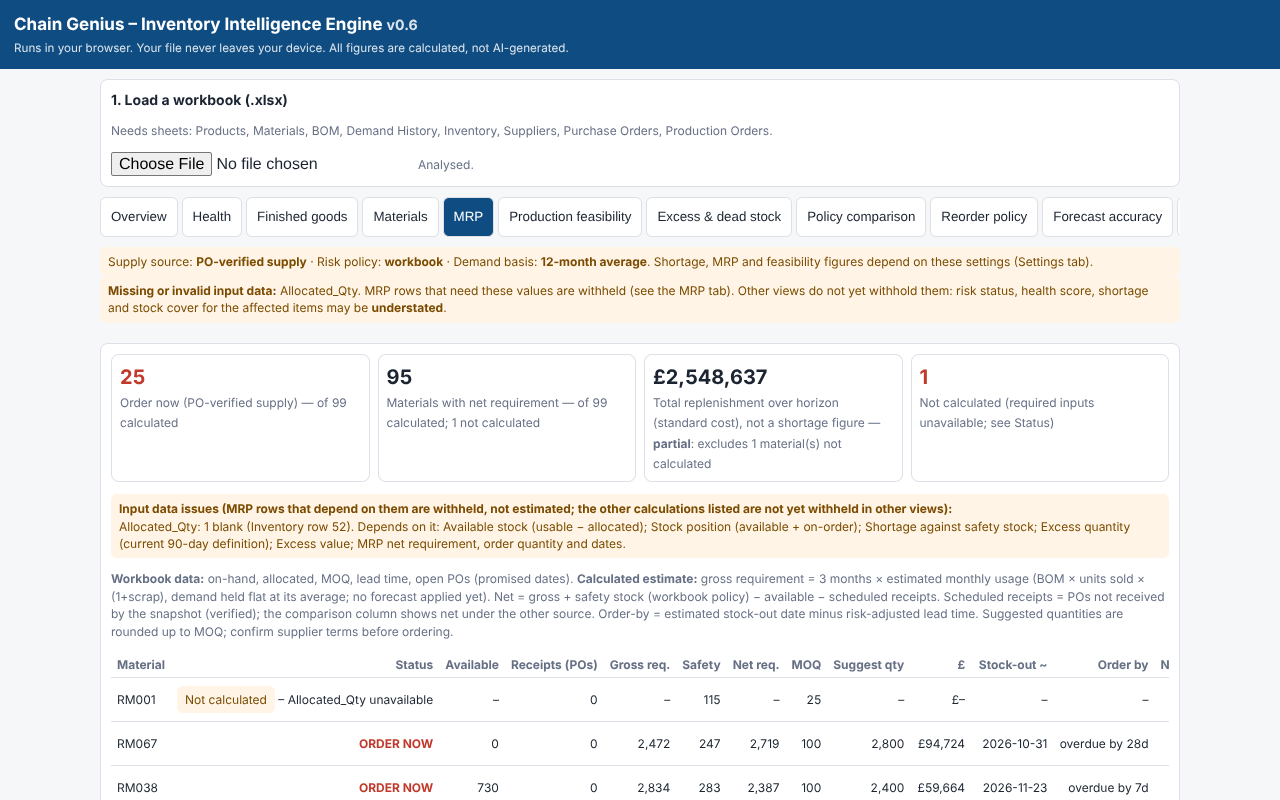 Chain Genius – Inventory Intelligence Engine v0.6
Runs in your browser. Your file never leaves your device. All figures are calculated, not AI-generated.
1. Load a workbook (.xlsx)
Needs sheets: Products, Materials, BOM, Demand History, Inventory, Suppliers, Purchase Orders, Production Orders.
Choose File No file chosen Analysed.
Overview Health Finished goods Materials MRP Production feasibility Excess & dead stock Policy comparison Reorder policy Forecast accuracy
Supply source: PO-verified supply · Risk policy: workbook · Demand basis: 12-month average. Shortage, MRP and feasibility figures depend on these settings (Settings tab).
Missing or invalid input data: Allocated_Qty. MRP rows that need these values are withheld (see the MRP tab). Other views do not yet withhold them: risk status, health score, shortage
and stock cover for the affected items may be understated.
25
Order now (PO-verified supply) — of 99
calculated
95
Materials with net requirement — of 99
calculated; 1 not calculated
£2,548,637
Total replenishment over horizon
(standard cost), not a shortage figure —
partial: excludes 1 material(s) not
calculated
1
Not calculated (required inputs
unavailable; see Status)
Input data issues (MRP rows that depend on them are withheld, not estimated; the other calculations listed are not yet withheld in other views):
Allocated_Qty: 1 blank (Inventory row 52). Depends on it: Available stock (usable − allocated); Stock position (available + on-order); Shortage against safety stock; Excess quantity
(current 90-day definition); Excess value; MRP net requirement, order quantity and dates.
Workbook data: on-hand, allocated, MOQ, lead time, open POs (promised dates). Calculated estimate: gross requirement = 3 months × estimated monthly usage (BOM × units sold ×
(1+scrap), demand held flat at its average; no forecast applied yet). Net = gross + safety stock (workbook policy) − available − scheduled receipts. Scheduled receipts = POs not received
by the snapshot (verified); the comparison column shows net under the other source. Order-by = estimated stock-out date minus risk-adjusted lead time. Suggested quantities are
rounded up to MOQ; confirm supplier terms before ordering.
Material Status Available Receipts (POs) Gross req. Safety Net req. MOQ Suggest qty £ Stock-out ~ Order by N
RM001 Not calculated – Allocated_Qty unavailable – 0 – 115 – 25 – £– – –
RM067 ORDER NOW 0 0 2,472 247 2,719 100 2,800 £94,724 2026-10-31 overdue by 28d
RM038 ORDER NOW 730 0 2,834 283 2,387 100 2,400 £59,664 2026-11-23 overdue by 7d